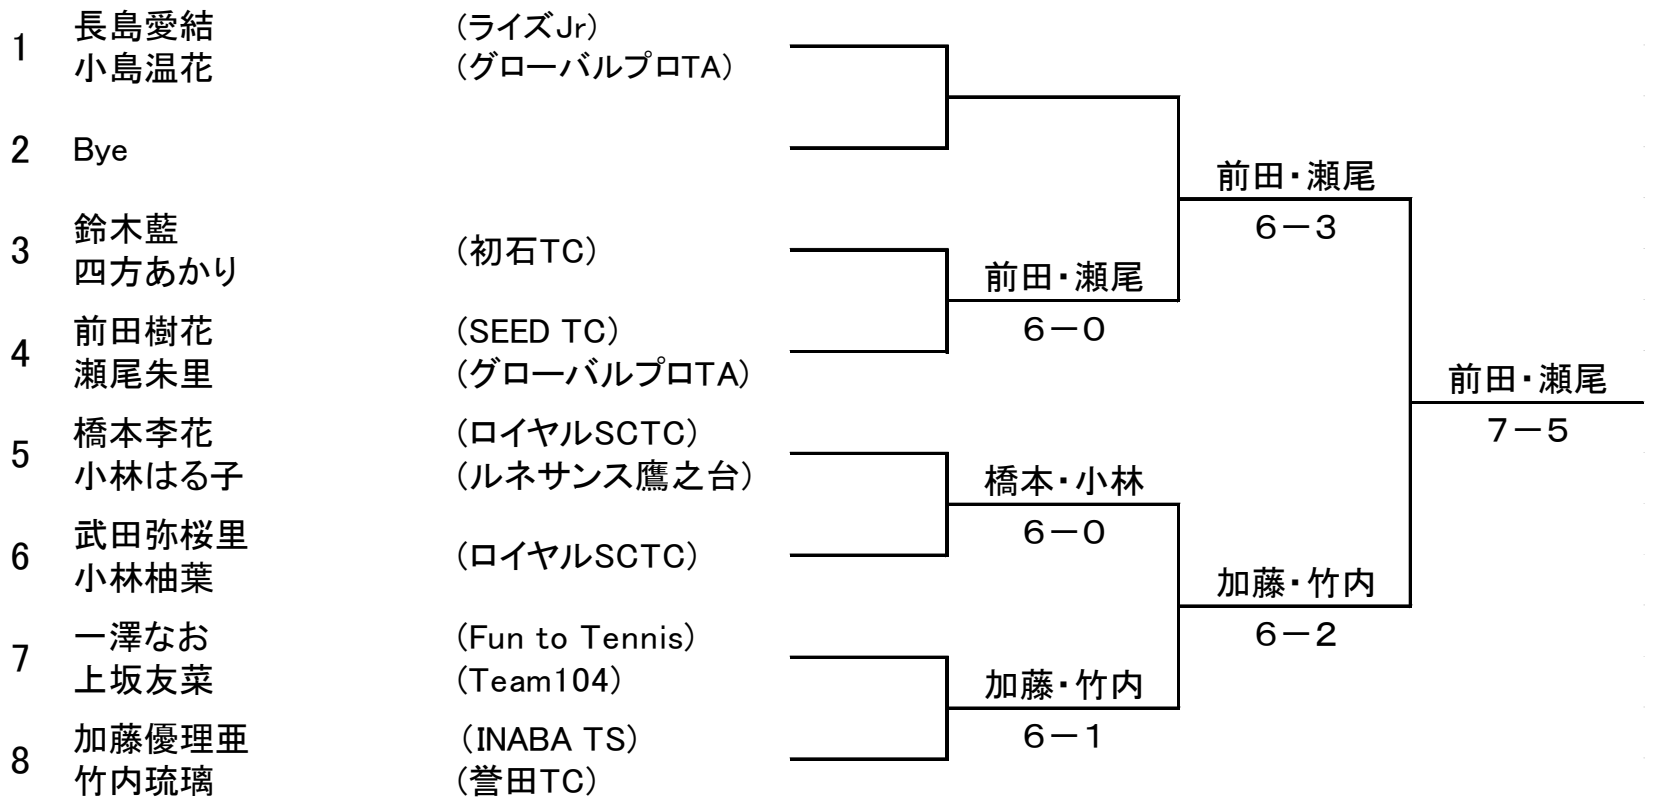 1
長島愛結 (ライズJr)
小島温花 (グローバルプロTA)
2 Bye
前田・瀬尾
6－3
3
鈴木藍
四方あかり
(初石TC)
前田・瀬尾
6－0
4
前田樹花 (SEED TC)
瀬尾朱里 (グローバルプロTA)
前田・瀬尾
7－5
5
橋本李花 (ロイヤルSCTC)
小林はる子 (ルネサンス鷹之台)
橋本・小林
6－0
6
武田弥桜里
小林柚葉
(ロイヤルSCTC)
加藤・竹内
6－2
7
一澤なお (Fun to Tennis)
上坂友菜 (Team104)
加藤・竹内
6－1
8
加藤優理亜 (INABA TS)
竹内琉璃 (誉田TC)